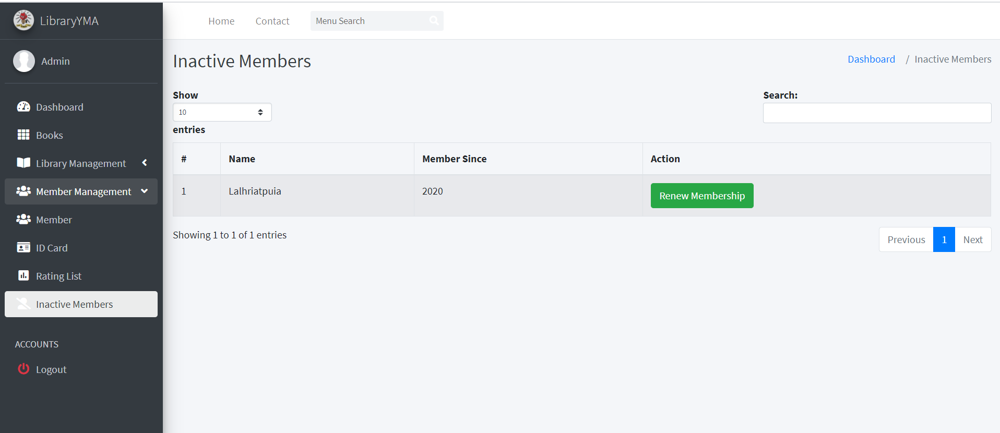 LibraryYMA
Home Contact Menu Search
Admin
Dashboard
Books
Library Management
Member Management
Member
ID Card
Rating List
Inactive Members
ACCOUNTS
Logout
Inactive Members
Dashboard / Inactive Members
Show
10
entries
Search:
# Name Member Since Action
1 Lalhriatpuia 2020 Renew Membership
Showing 1 to 1 of 1 entries
Previous 1 Next